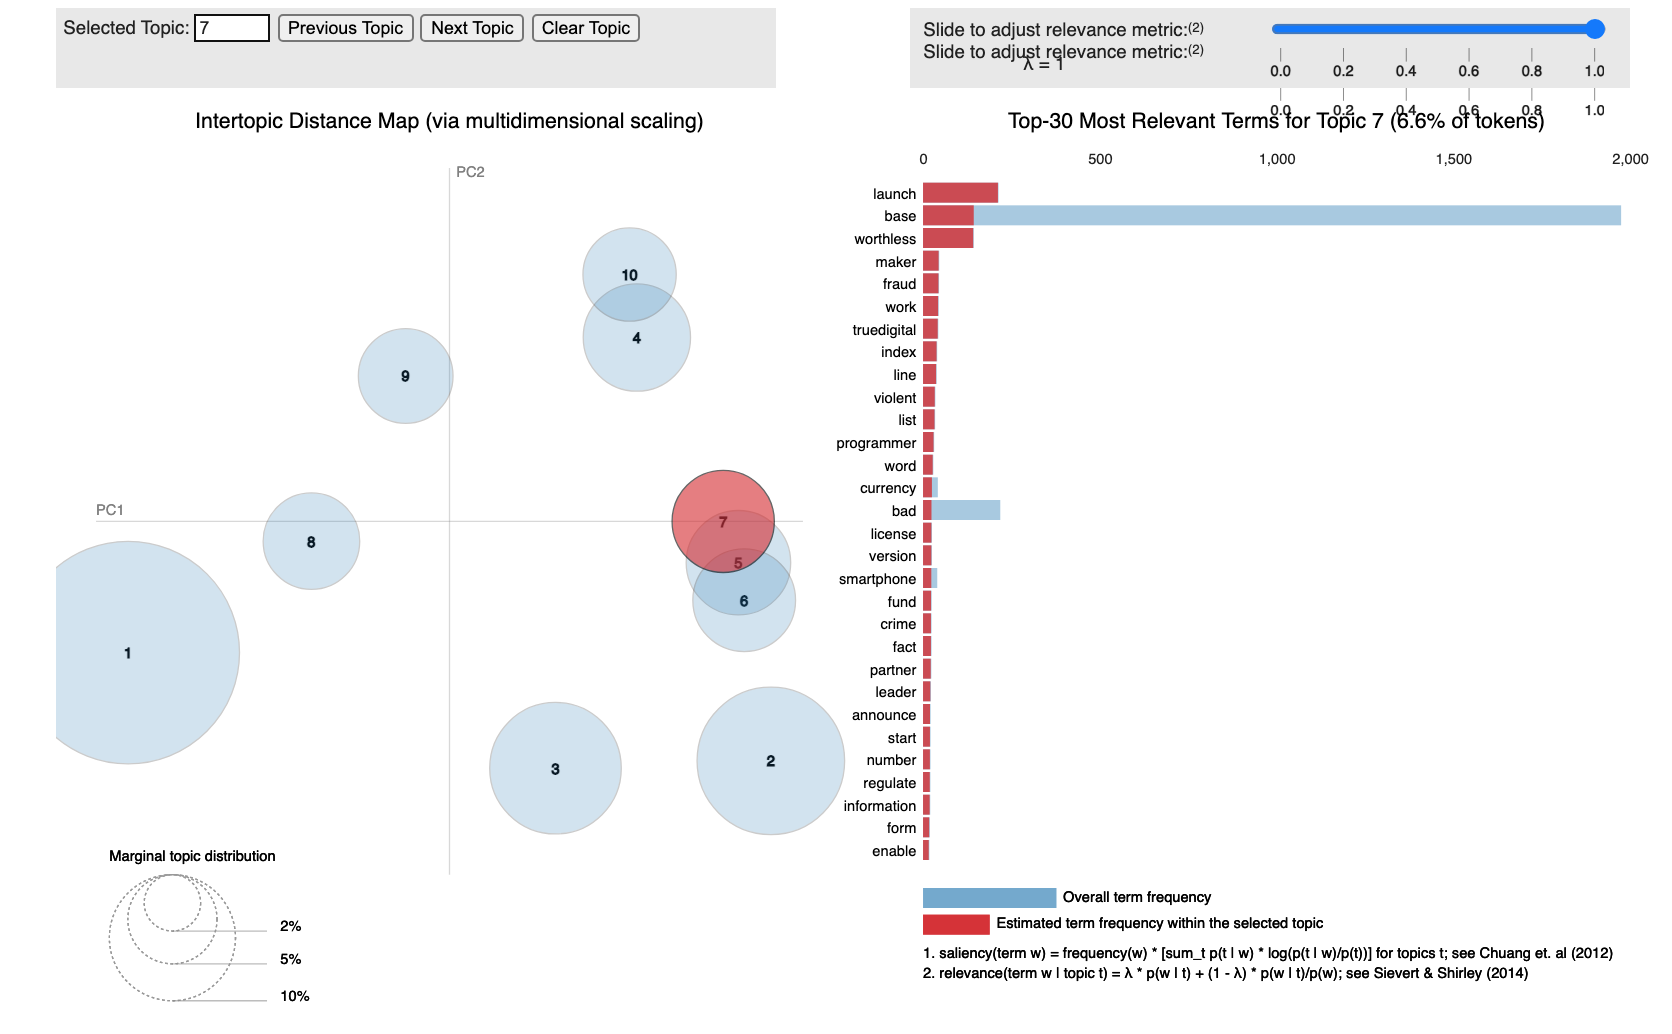 Selected Topic: 7 Previous Topic Next Topic Clear Topic
Slide to adjust relevance metric:(2)
Slide to adjust relevance metric:(2)
λ = 1
0.0 0.2 0.4 0.6 0.8 1.0
0.0 0.2 0.4 0.6 0.8 1.0
Intertopic Distance Map (via multidimensional scaling)
PC2
PC1
10
4
9
7
8
5
6
1
3
2
Marginal topic distribution
2%
5%
10%
Top-30 Most Relevant Terms for Topic 7 (6.6% of tokens)
0 500 1,000 1,500 2,000
launch
base
worthless
maker
fraud
work
truedigital
index
line
violent
list
programmer
word
currency
bad
license
version
smartphone
fund
crime
fact
partner
leader
announce
start
number
regulate
information
form
enable
Overall term frequency
Estimated term frequency within the selected topic
1. saliency(term w) = frequency(w) * [sum_t p(t | w) * log(p(t | w)/p(t))] for topics t; see Chuang et. al (2012)
2. relevance(term w | topic t) = λ * p(w | t) + (1 - λ) * p(w | t)/p(w); see Sievert & Shirley (2014)